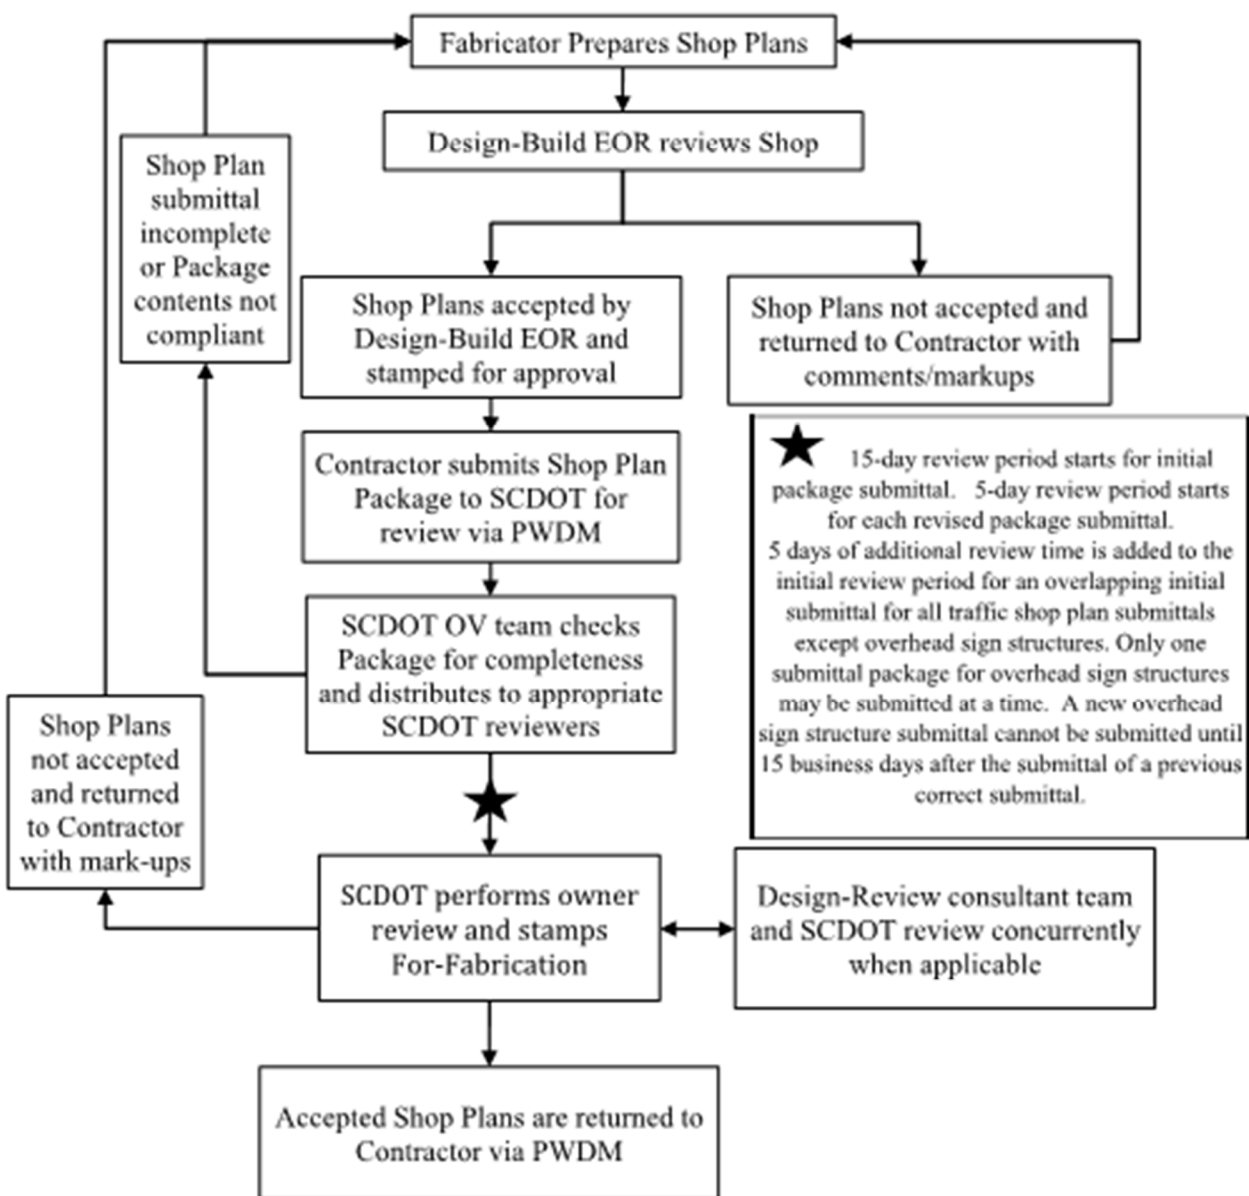 Fabricator Prepares Shop Plans
Design-Build EOR reviews Shop
Shop Plan
submittal
incomplete
or Package
contents not
compliant
Shop Plans accepted by
Design-Build EOR and
stamped for approval
Shop Plans not accepted and
returned to Contractor with
comments/markups
Contractor submits Shop Plan
Package to SCDOT for
review via PWDM
15-day review period starts for initial
package submittal. 5-day review period starts
for each revised package submittal.
5 days of additional review time is added to the
initial review period for an overlapping initial
submittal for all traffic shop plan submittals
except overhead sign structures. Only one
submittal package for overhead sign structures
may be submitted at a time. A new overhead
sign structure submittal cannot be submitted until
15 business days after the submittal of a previous
correct submittal.
SCDOT OV team checks
Package for completeness
and distributes to appropriate
SCDOT reviewers
Shop Plans
not accepted
and returned
to Contractor
with mark-ups
SCDOT performs owner
review and stamps
For-Fabrication
Design-Review consultant team
and SCDOT review concurrently
when applicable
Accepted Shop Plans are returned to
Contractor via PWDM